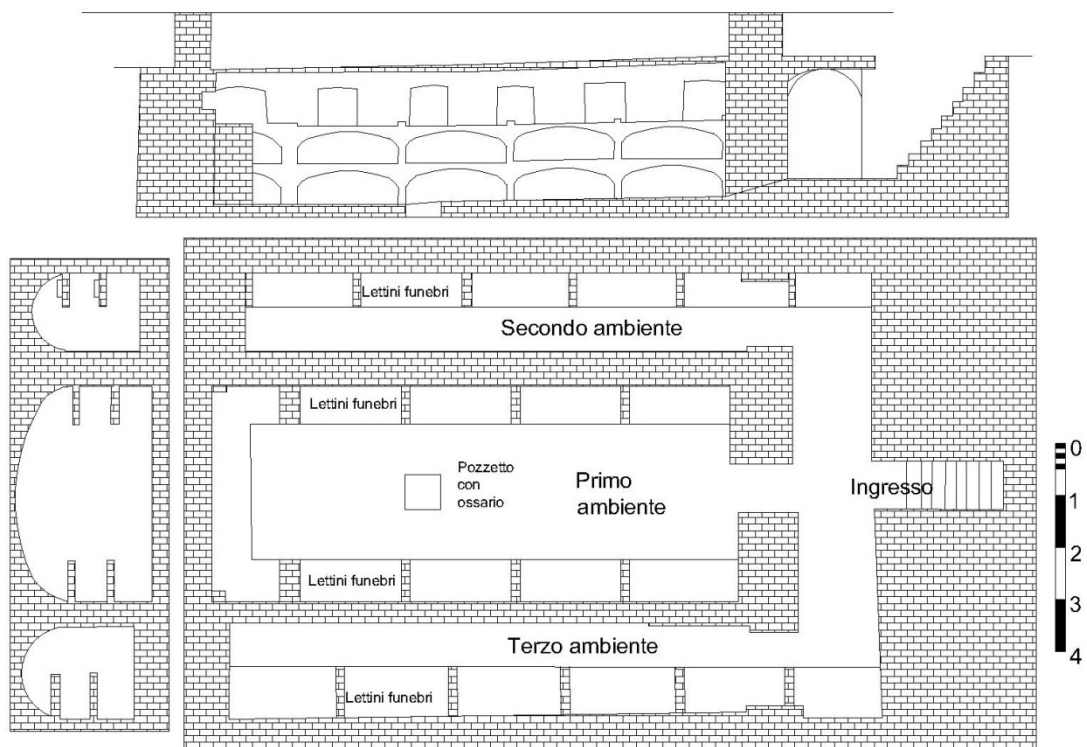 Lettini funebri
Secondo ambiente
Lettini funebri
Pozzetto
con
ossario
Primo
ambiente
Ingresso
Lettini funebri
Terzo ambiente
Lettini funebri
0
1
2
3
4